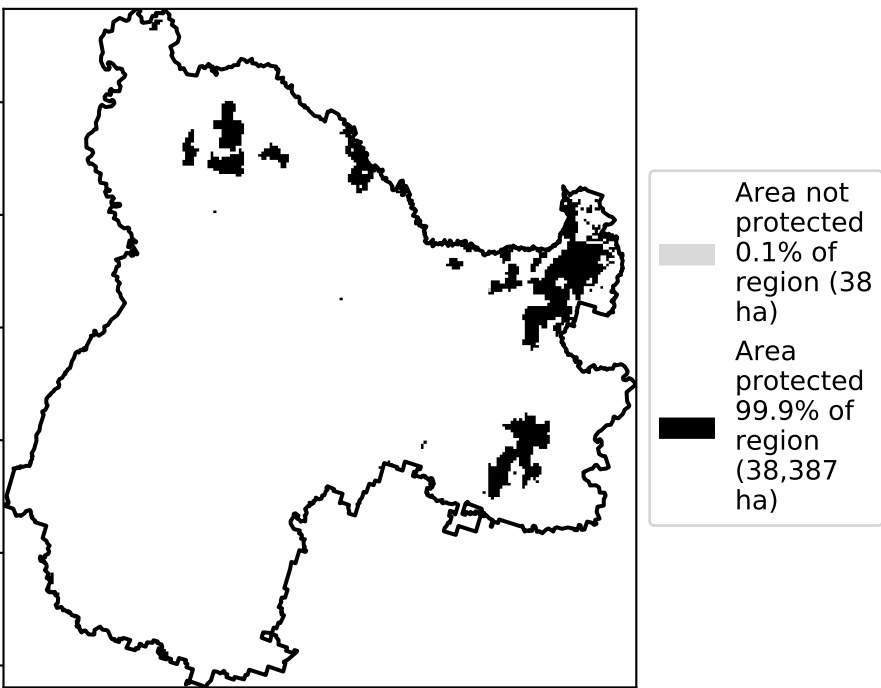 Area not
protected
0.1% of
region (38
ha)
Area
protected
99.9% of
region
(38,387
ha)